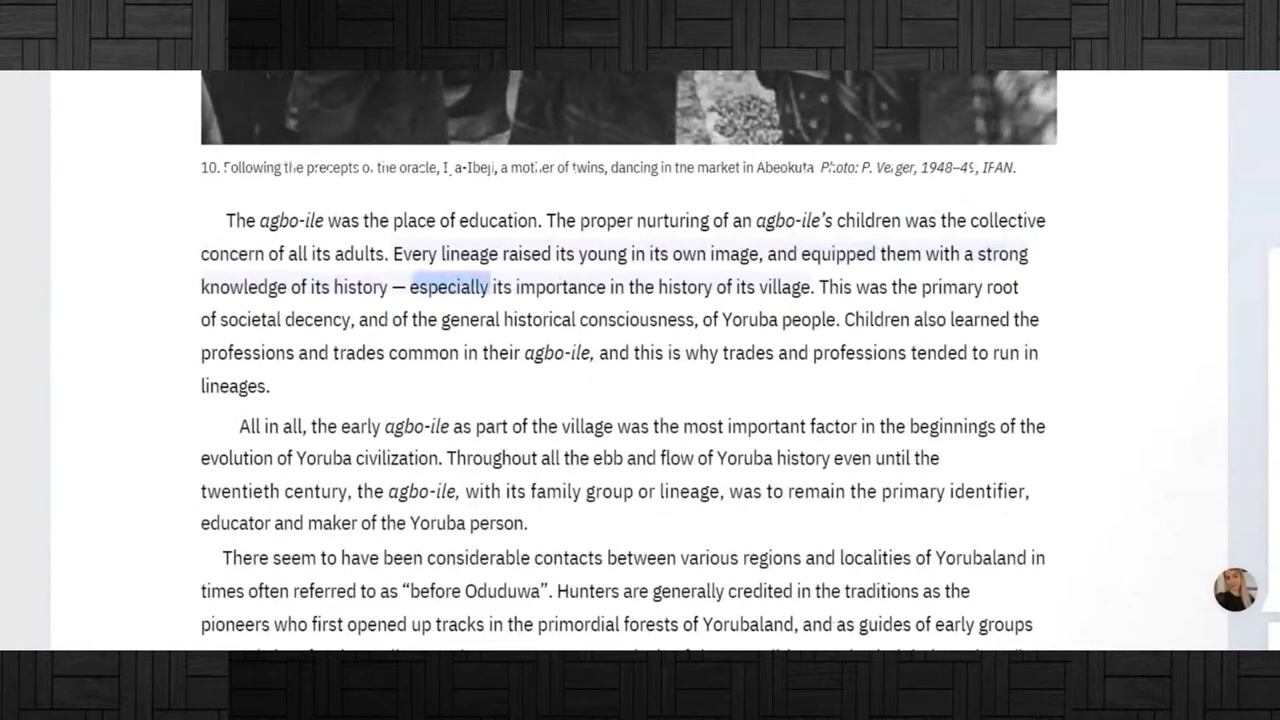 10. Following the precepts of the oracle, a mother of twins, dancing in the market in Abeokuta Photo: P. Verger, 1948–49, IFAN.
The agbo-ile was the place of education. The proper nurturing of an agbo-ile’s children was the collective
concern of all its adults. Every lineage raised its young in its own image, and equipped them with a strong
knowledge of its history — especially its importance in the history of its village. This was the primary root
of societal decency, and of the general historical consciousness, of Yoruba people. Children also learned the
professions and trades common in their agbo-ile, and this is why trades and professions tended to run in
lineages.
All in all, the early agbo-ile as part of the village was the most important factor in the beginnings of the
evolution of Yoruba civilization. Throughout all the ebb and flow of Yoruba history even until the
twentieth century, the agbo-ile, with its family group or lineage, was to remain the primary identifier,
educator and maker of the Yoruba person.
There seem to have been considerable contacts between various regions and localities of Yorubaland in
times often referred to as “before Oduduwa”. Hunters are generally credited in the traditions as the
pioneers who first opened up tracks in the primordial forests of Yorubaland, and as guides of early groups